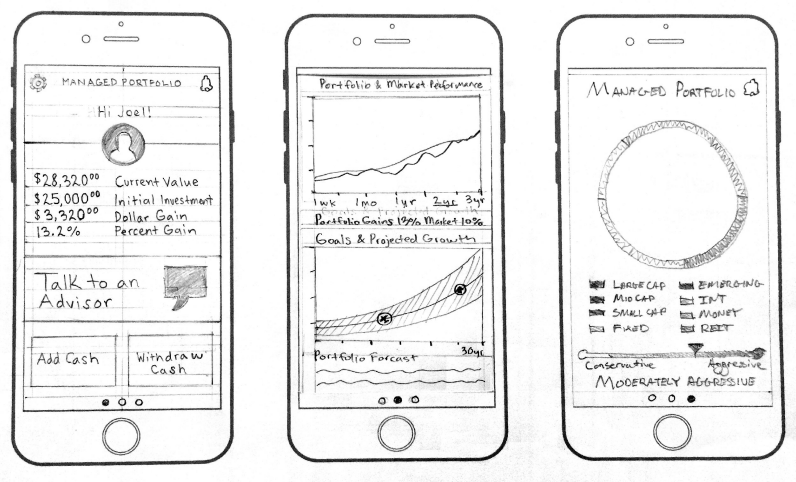 MANAGED PORTFOLIO
Hi Joel!
$28,320⁰⁰ Current Value
$25,000⁰⁰ Initial Investment
$3,320⁰⁰ Dollar Gain
13.2% Percent Gain
Talk to an
Advisor
Add Cash
Withdraw
Cash
Portfolio & Market Performance
1wk 1mo 1yr 2yr 3yr
Portfolio Gains 13% Market 10%
Goals & Projected Growth
30yr
Portfolio Forcast
MANAGED PORTFOLIO
LARGE CAP EMERGING
MID CAP INT
SMALL CAP MONEY
FIXED REIT
Conservative Aggressive
MODERATELY AGGRESSIVE